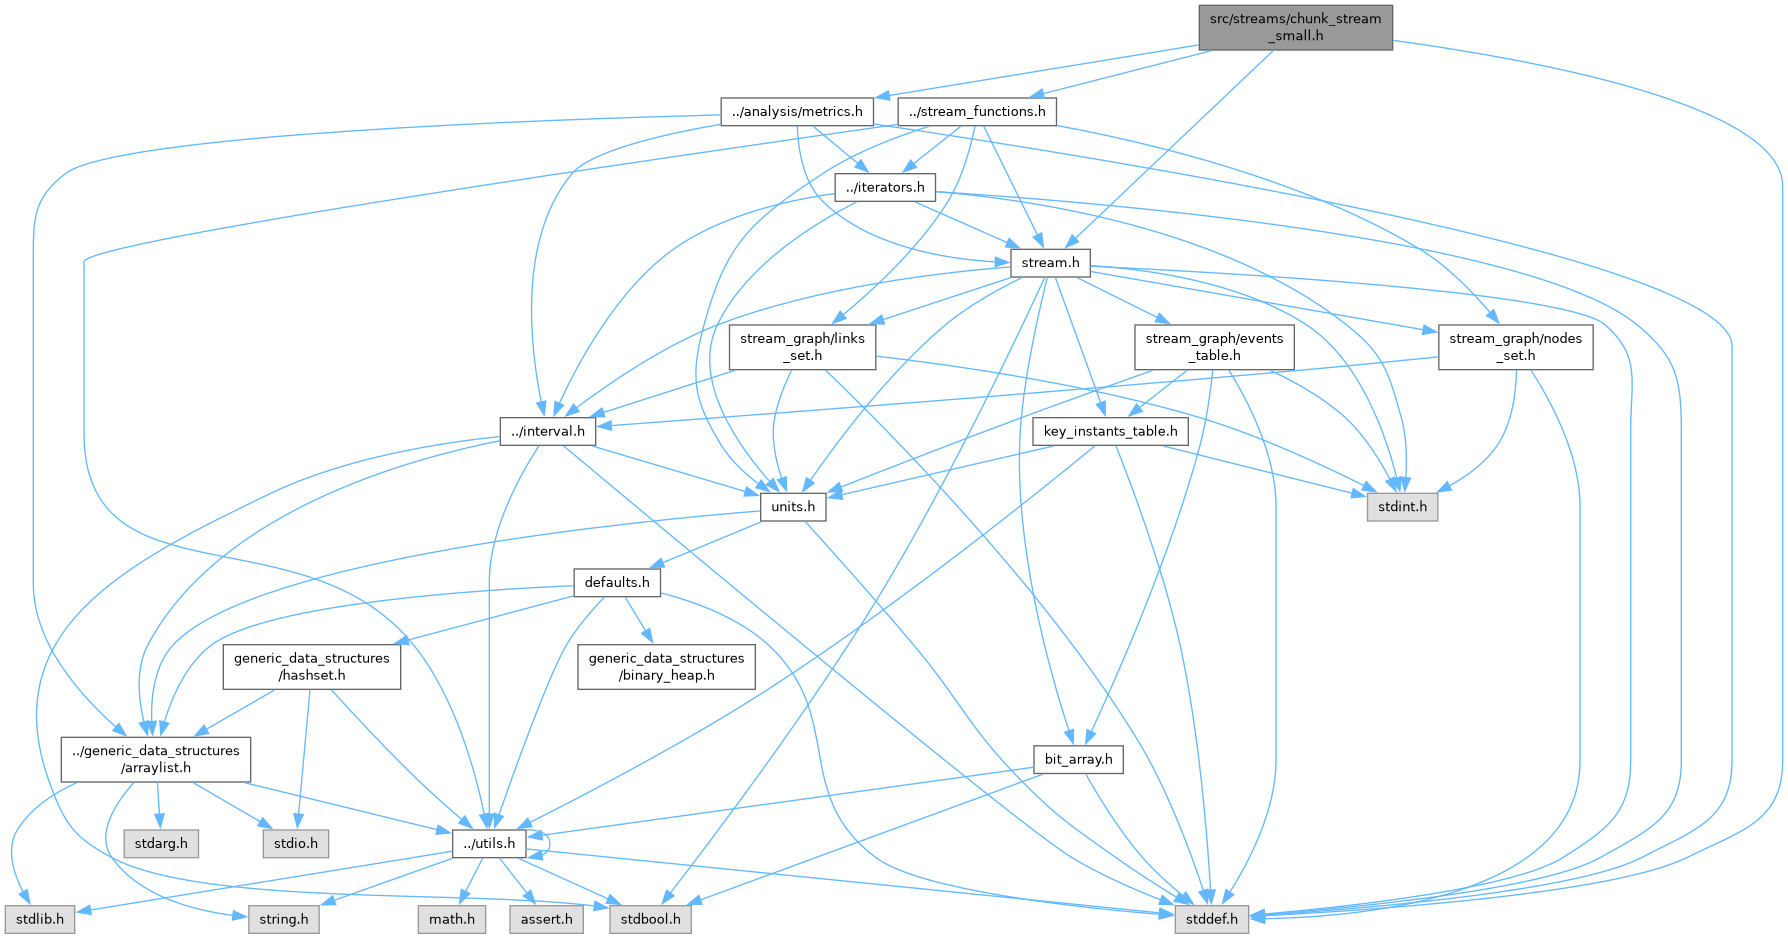 src/streams/chunk_stream
_small.h
../analysis/metrics.h
../stream_functions.h
../iterators.h
stream.h
stream_graph/links
_set.h
stream_graph/events
_table.h
stream_graph/nodes
_set.h
../interval.h
key_instants_table.h
units.h
stdint.h
defaults.h
generic_data_structures
/hashset.h
generic_data_structures
/binary_heap.h
../generic_data_structures
/arraylist.h
bit_array.h
stdarg.h
stdio.h
../utils.h
stdlib.h
string.h
math.h
assert.h
stdbool.h
stddef.h